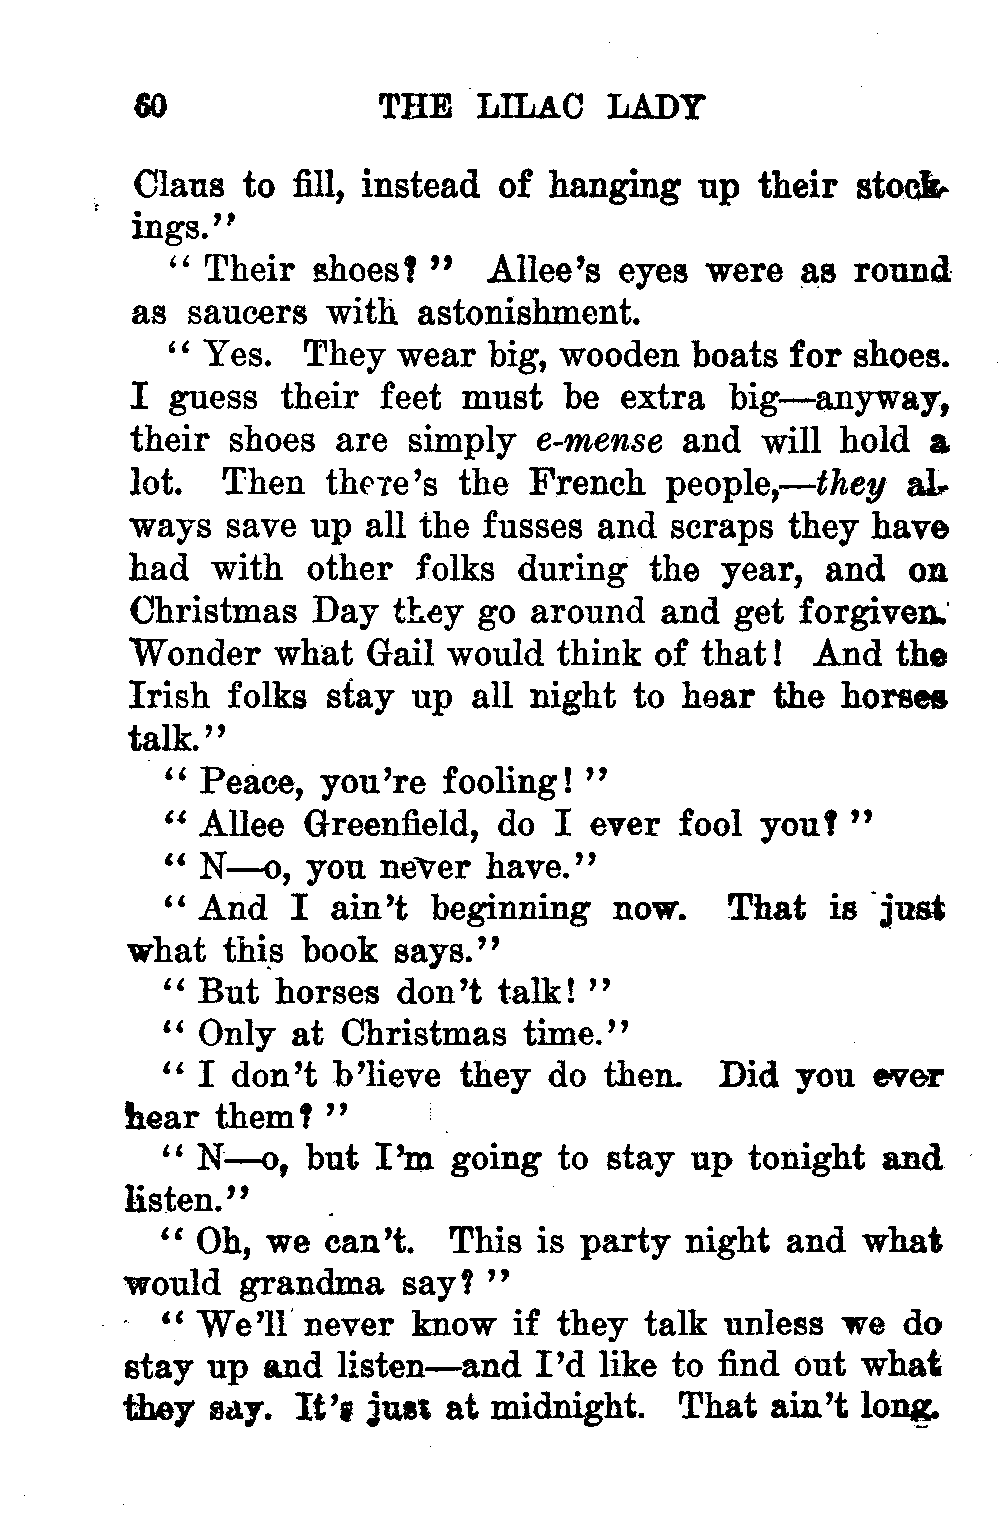 60 THE LILAC LADY
Claus to fill, instead of hanging up their stock-
ings."
"Their shoes?" Allee's eyes were as round
as saucers with astonishment.
"Yes. They wear big, wooden boats for shoes.
I guess their feet must be extra big—anyway,
their shoes are simply e-mense and will hold a
lot. Then there's the French people,—they al-
ways save up all the fusses and scraps they have
had with other folks during the year, and on
Christmas Day they go around and get forgiven.
Wonder what Gail would think of that! And the
Irish folks stay up all night to hear the horses
talk."
"Peace, you're fooling!"
"Allee Greenfield, do I ever fool you?"
"N—o, you never have."
"And I ain't beginning now. That is just
what this book says."
"But horses don't talk!"
"Only at Christmas time."
"I don't b'lieve they do then. Did you ever
hear them?"
"N—o, but I'm going to stay up tonight and
listen."
"Oh, we can't. This is party night and what
would grandma say?"
"We'll never know if they talk unless we do
stay up and listen—and I'd like to find out what
they say. It's just at midnight. That ain't long.